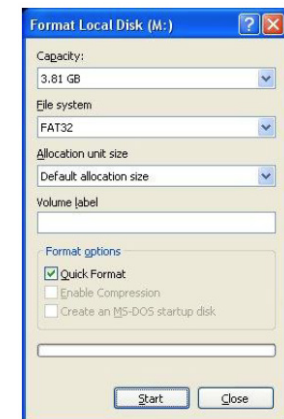 Format Local Disk (M:)
Capacity:
3.81 GB
File system
FAT32
Allocation unit size
Default allocation size
Volume label
Format options
Quick Format
Enable Compression
Create an MS-DOS startup disk
Start Close